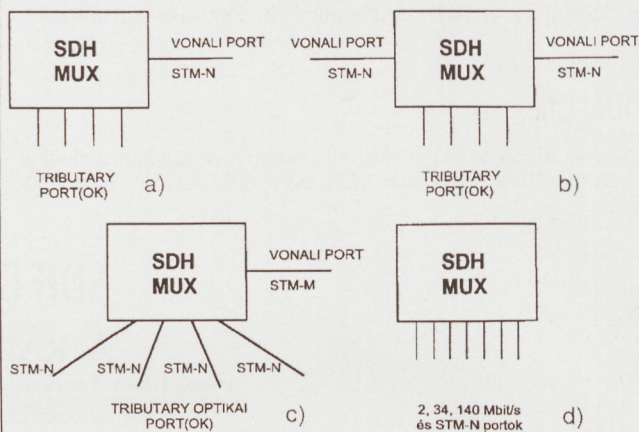 SDH
MUX
VONALI PORT
STM-N
TRIBUTARY
PORT(OK)
a)
VONALI PORT
STM-N
SDH
MUX
VONALI PORT
STM-N
TRIBUTARY
PORT(OK)
b)
SDH
MUX
VONALI PORT
STM-M
STM-N
STM-N
STM-N
STM-N
TRIBUTARY OPTIKAI
PORT(OK)
c)
SDH
MUX
2, 34, 140 Mbit/s
és STM-N portok
d)